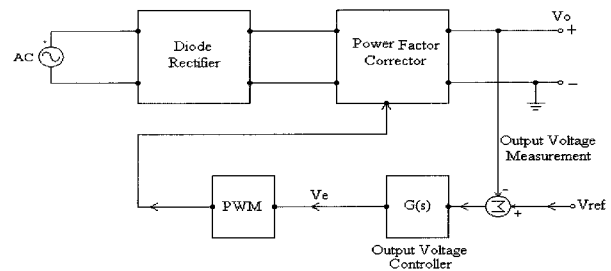 Vo
+
Diode
Rectifier
Power Factor
Corrector
AC
-
Output Voltage
Measurement
-
PWM
Ve
G(s)
Σ
+
Vref
Output Voltage
Controller